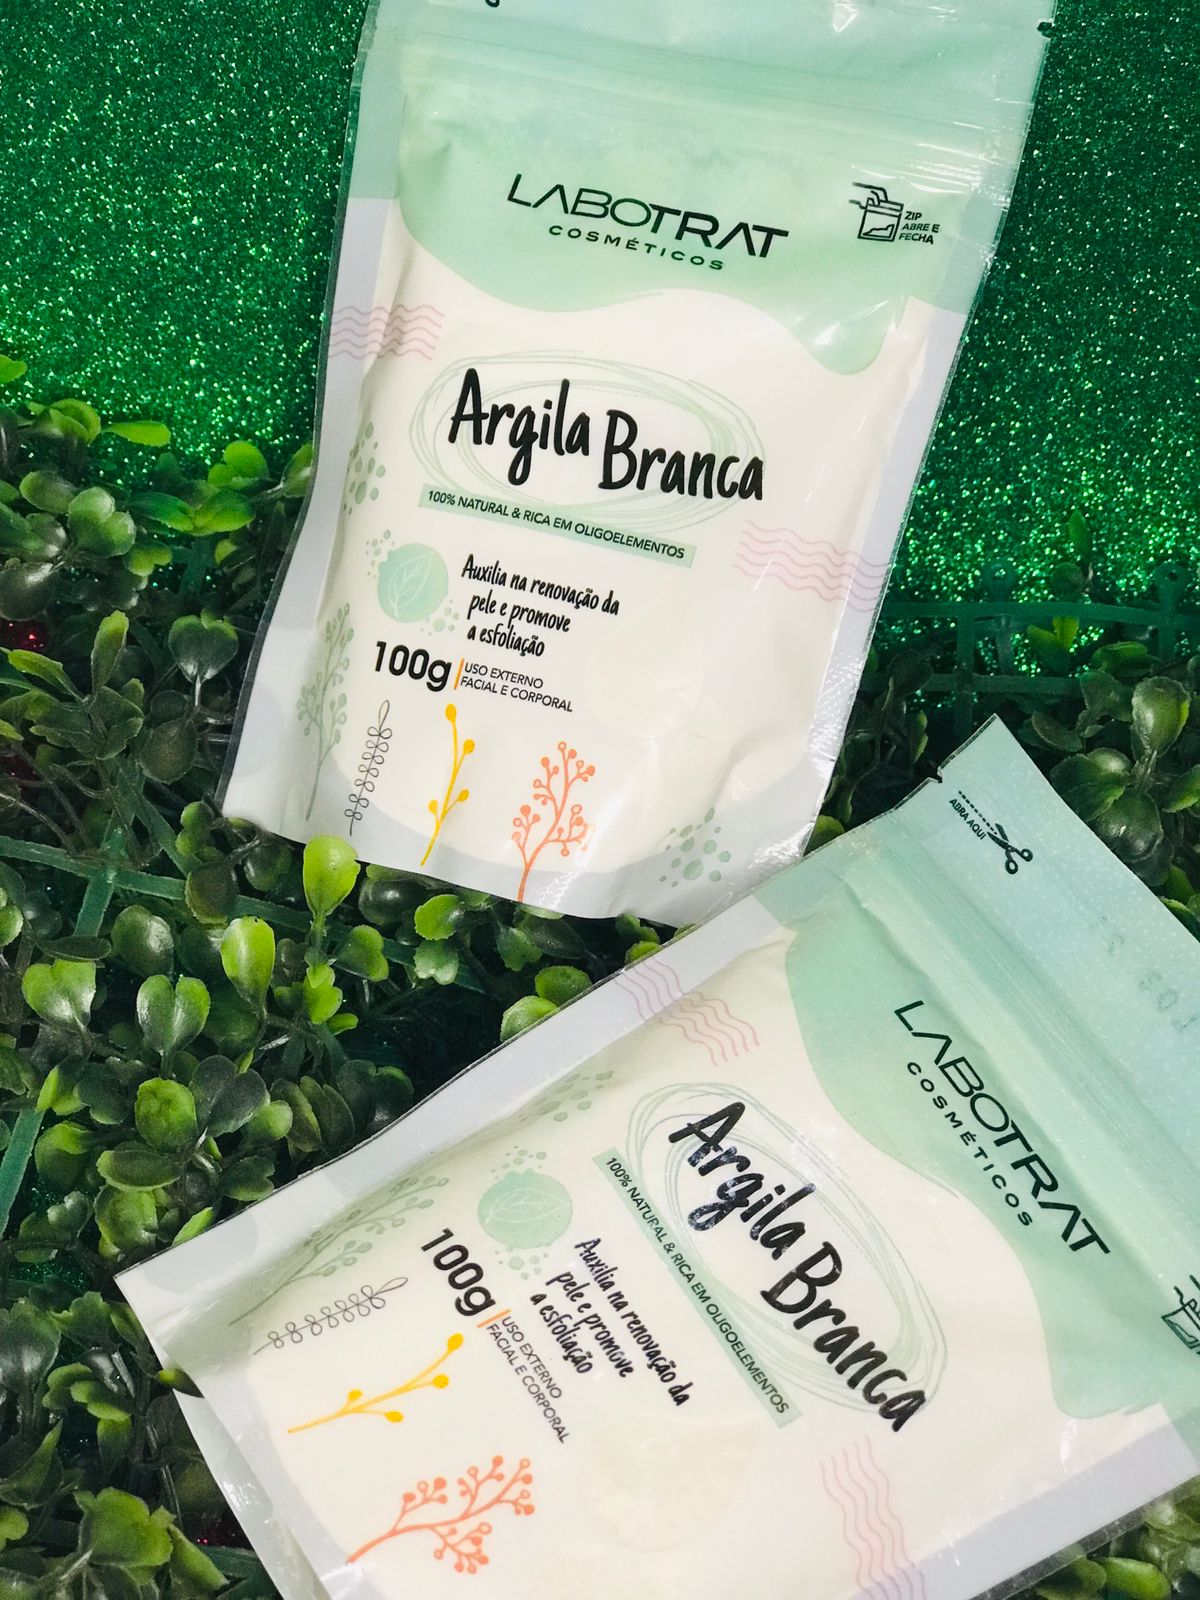 LABOTRAT
COSMÉTICOS
ZIP
ABRE E
FECHA
Argila Branca
100% NATURAL & RICA EM OLIGOELEMENTOS
Auxilia na renovação da
pele e promove
a esfoliação
100g
USO EXTERNO
FACIAL E CORPORAL
ABRA AQUI
LABOTRAT
COSMÉTICOS
Argila Branca
100% NATURAL & RICA EM OLIGOELEMENTOS
Auxilia na renovação da
pele e promove
a esfoliação
100g
USO EXTERNO
FACIAL E CORPORAL